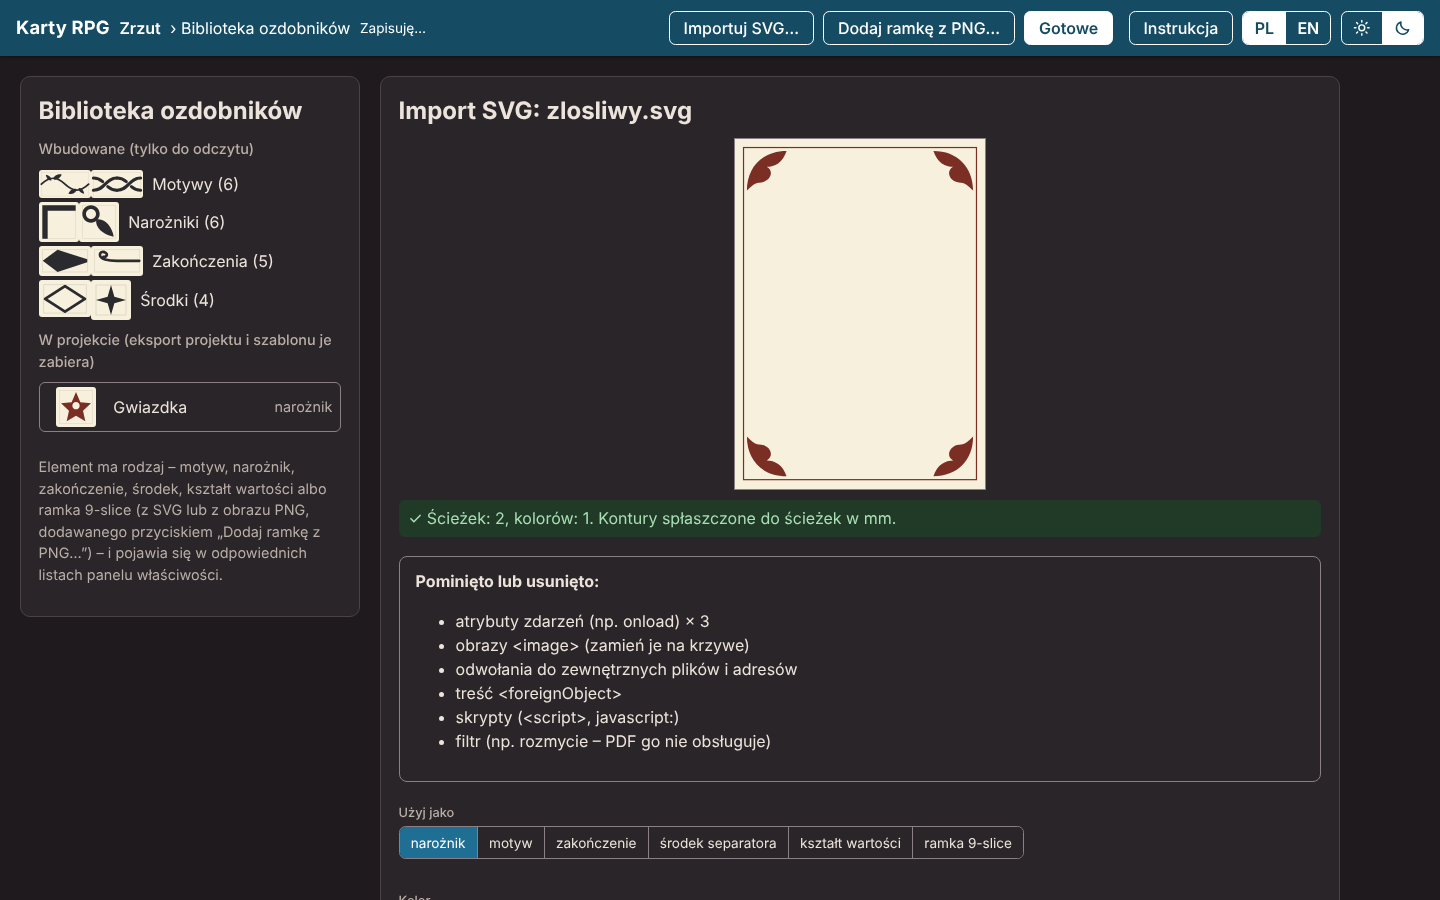 Karty RPG Zrzut › Biblioteka ozdobników Zapisuję... Importuj SVG... Dodaj ramkę z PNG... Gotowe Instrukcja PL EN
Biblioteka ozdobników
Wbudowane (tylko do odczytu)
Motywy (6)
Narożniki (6)
Zakończenia (5)
Środki (4)
W projekcie (eksport projektu i szablonu je
zabiera)
Gwiazdka narożnik
Element ma rodzaj – motyw, narożnik,
zakończenie, środek, kształt wartości albo
ramka 9-slice (z SVG lub z obrazu PNG,
dodawanego przyciskiem „Dodaj ramkę z
PNG...”) – i pojawia się w odpowiednich
listach panelu właściwości.
Import SVG: zlosliwy.svg
✓ Ścieżek: 2, kolorów: 1. Kontury spłaszczone do ścieżek w mm.
Pominięto lub usunięto:
• atrybuty zdarzeń (np. onload) × 3
• obrazy <image> (zamień je na krzywe)
• odwołania do zewnętrznych plików i adresów
• treść <foreignObject>
• skrypty (<script>, javascript:)
• filtr (np. rozmycie – PDF go nie obsługuje)
Użyj jako
narożnik motyw zakończenie środek separatora kształt wartości ramka 9-slice
Kolor